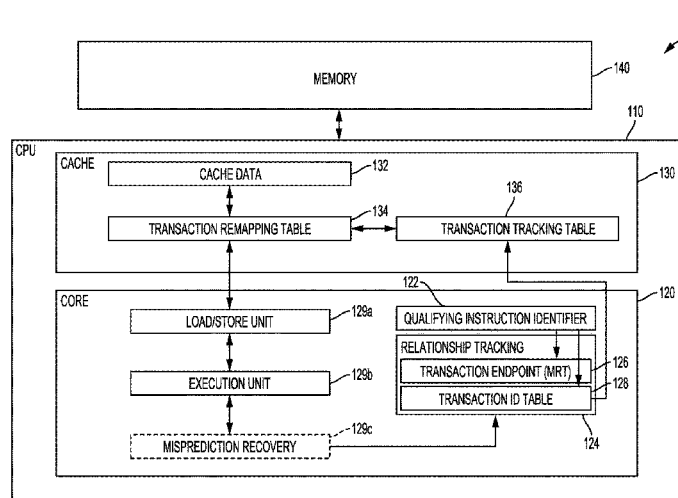 MEMORY
140
110
CPU
CACHE
CACHE DATA
132
130
136
134
TRANSACTION REMAPPING TABLE
TRANSACTION TRACKING TABLE
122
120
CORE
129a
LOAD/STORE UNIT
QUALIFYING INSTRUCTION IDENTIFIER
RELATIONSHIP TRACKING
129b
EXECUTION UNIT
TRANSACTION ENDPOINT (MRT)
126
128
TRANSACTION ID TABLE
129c
124
MISPREDICTION RECOVERY